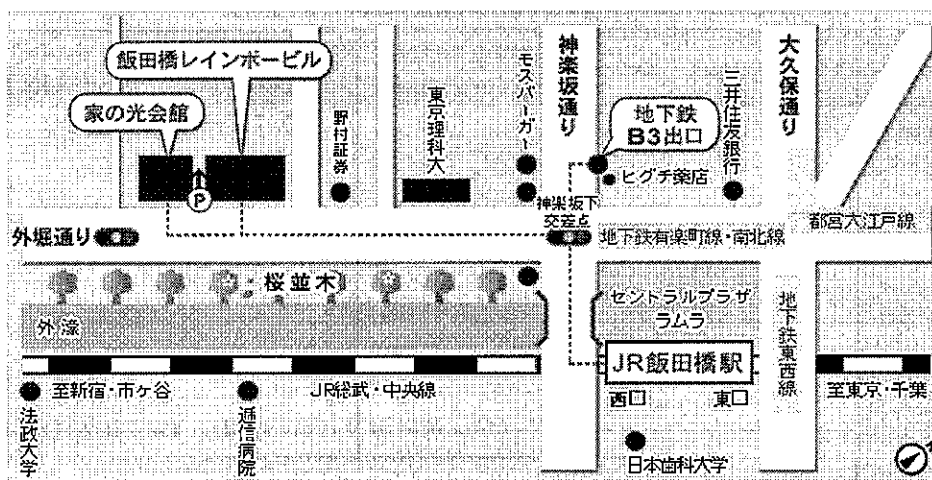 飯田橋レインボービル
家の光会館
P
野村証券
東京理科大
モスバーガー
神楽坂通り
地下鉄
B3出口
ヒグチ薬店
三井住友銀行
大久保通り
都営大江戸線
外堀通り
神楽坂下
交差点
地下鉄有楽町線・南北線
桜並木
外濠
セントラルプラザ
ラムラ
地下鉄東西線
JR飯田橋駅
西口
東口
至新宿・市ヶ谷
JR総武・中央線
至東京・千葉
法政大学
逓信病院
日本歯科大学